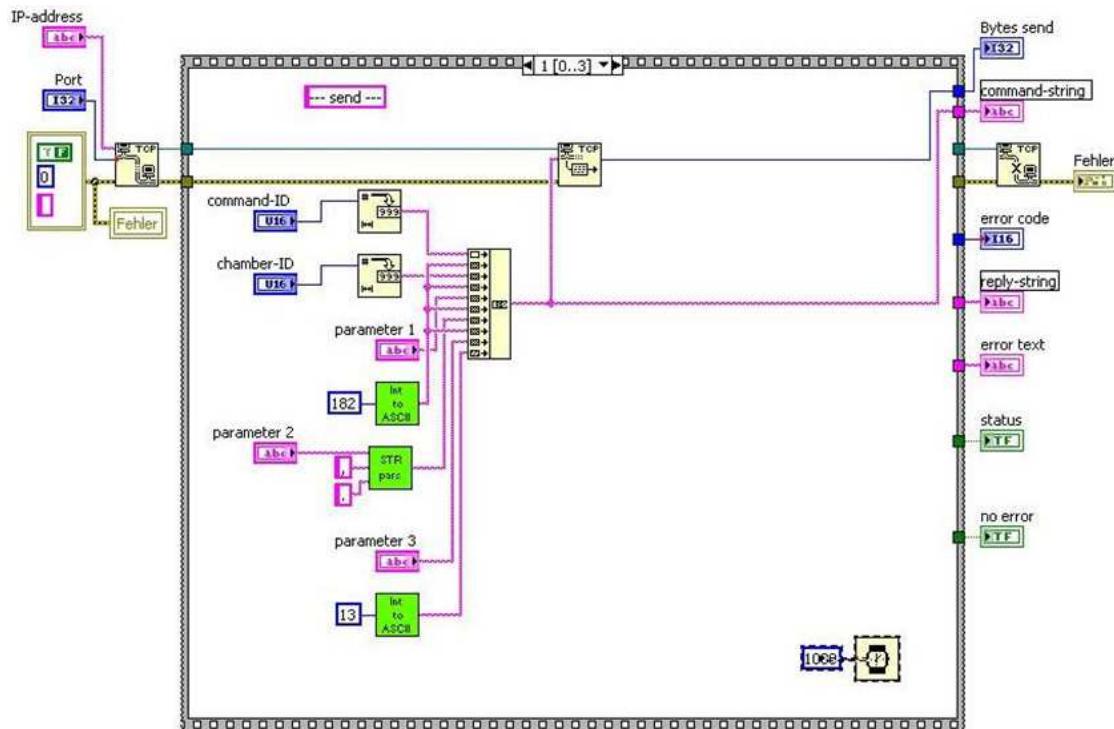 IP-address
abc
Port
I32
TF
0
TCP
Fehler
1 [0..3]
--- send ---
TCP
command-ID
U16
999
chamber-ID
U16
999
parameter 1
abc
182
Int
to
ASCII
parameter 2
abc
,
.
STR
pars
parameter 3
abc
13
Int
to
ASCII
Bytes send
I32
command-string
abc
TCP
Fehler
error code
I16
reply-string
abc
error text
abc
status
TF
no error
TF